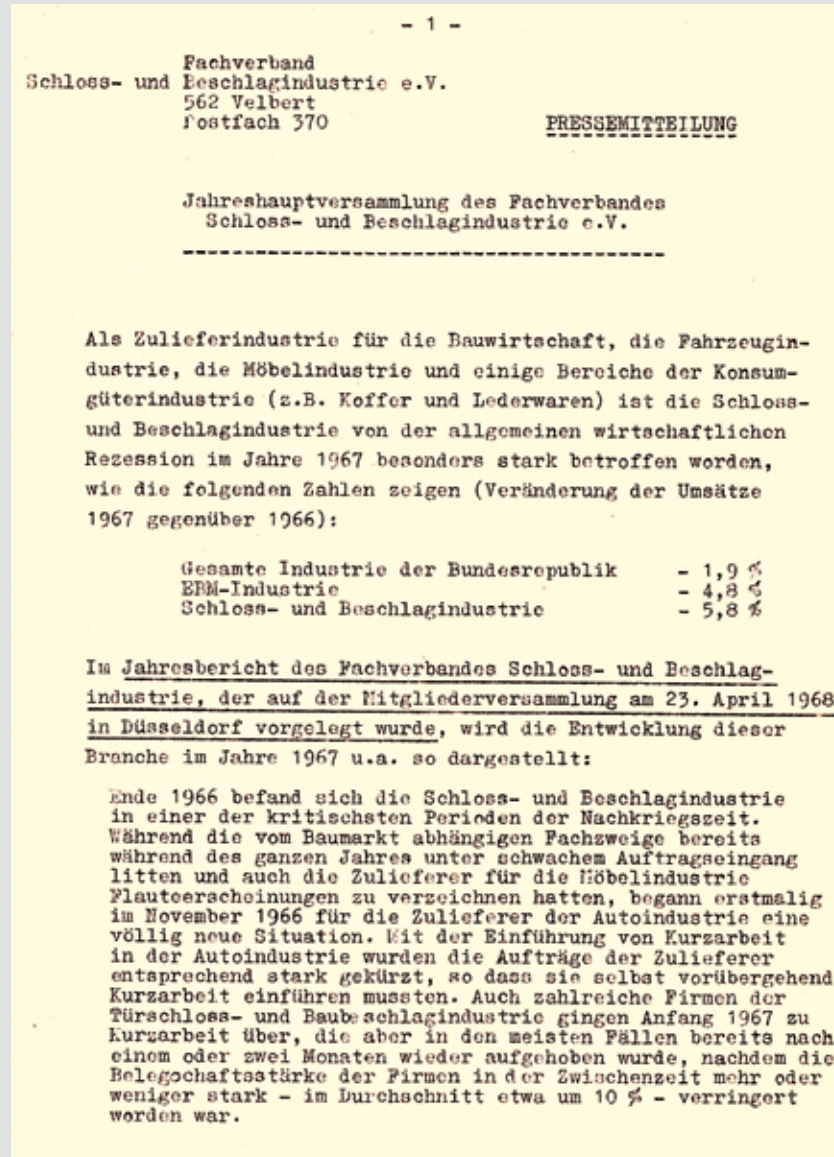 - 1 -
Fachverband
Schloss- und Beschlagindustrie e.V.
562 Velbert
Postfach 370 PRESSEMITTEILUNG
Jahreshauptversammlung des Fachverbandes
Schloss- und Beschlagindustrie e.V.
-----------------------------------------
Als Zulieferindustrie für die Bauwirtschaft, die Fahrzeugin-
dustrie, die Möbelindustrie und einige Bereiche der Konsum-
güterindustrie (z.B. Koffer und Lederwaren) ist die Schloss-
und Beschlagindustrie von der allgemeinen wirtschaftlichen
Rezession im Jahre 1967 besonders stark betroffen worden,
wie die folgenden Zahlen zeigen (Veränderung der Umsätze
1967 gegenüber 1966):
Gesamte Industrie der Bundesrepublik - 1,9 %
EBM-Industrie - 4,8 %
Schloss- und Beschlagindustrie - 5,8 %
Im Jahresbericht des Fachverbandes Schloss- und Beschlag-
industrie, der auf der Mitgliederversammlung am 23. April 1968
in Düsseldorf vorgelegt wurde, wird die Entwicklung dieser
Branche im Jahre 1967 u.a. so dargestellt:
Ende 1966 befand sich die Schloss- und Beschlagindustrie
in einer der kritischsten Perioden der Nachkriegszeit.
Während die vom Baumarkt abhängigen Fachzweige bereits
während des ganzen Jahres unter schwachem Auftragseingang
litten und auch die Zulieferer für die Möbelindustrie
Flauteerscheinungen zu verzeichnen hatten, begann erstmalig
im November 1966 für die Zulieferer der Autoindustrie eine
völlig neue Situation. Mit der Einführung von Kurzarbeit
in der Autoindustrie wurden die Aufträge der Zulieferer
entsprechend stark gekürzt, so dass sie selbst vorübergehend
Kurzarbeit einführen mussten. Auch zahlreiche Firmen der
Türschloss- und Baubeschlagindustrie gingen Anfang 1967 zu
Kurzarbeit über, die aber in den meisten Fällen bereits nach
einem oder zwei Monaten wieder aufgehoben wurde, nachdem die
Belegschaftsstärke der Firmen in der Zwischenzeit mehr oder
weniger stark - im Durchschnitt etwa um 10 % - verringert
worden war.